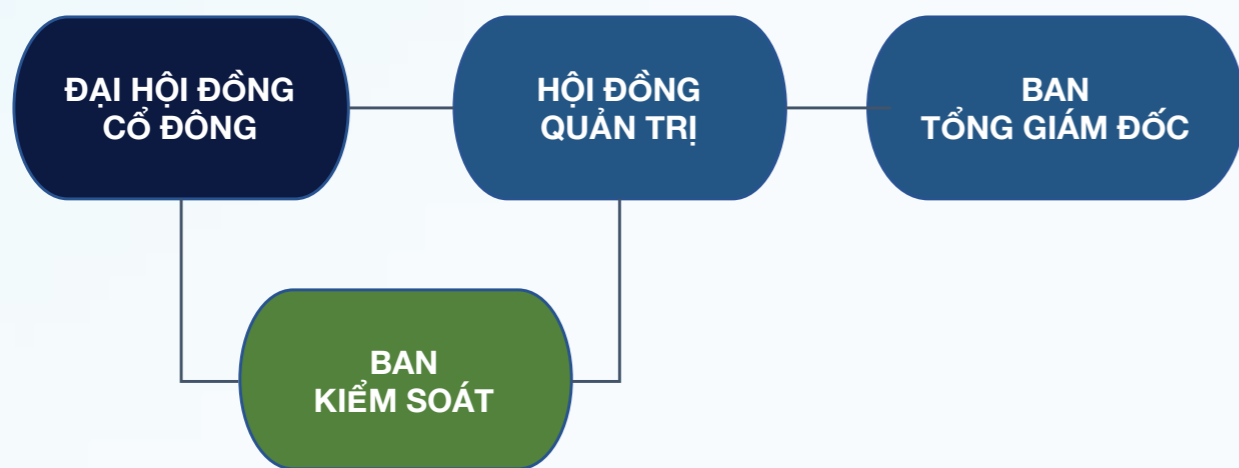 ĐẠI HỘI ĐỒNG
CỔ ĐÔNG
HỘI ĐỒNG
QUẢN TRỊ
BAN
TỔNG GIÁM ĐỐC
BAN
KIỂM SOÁT